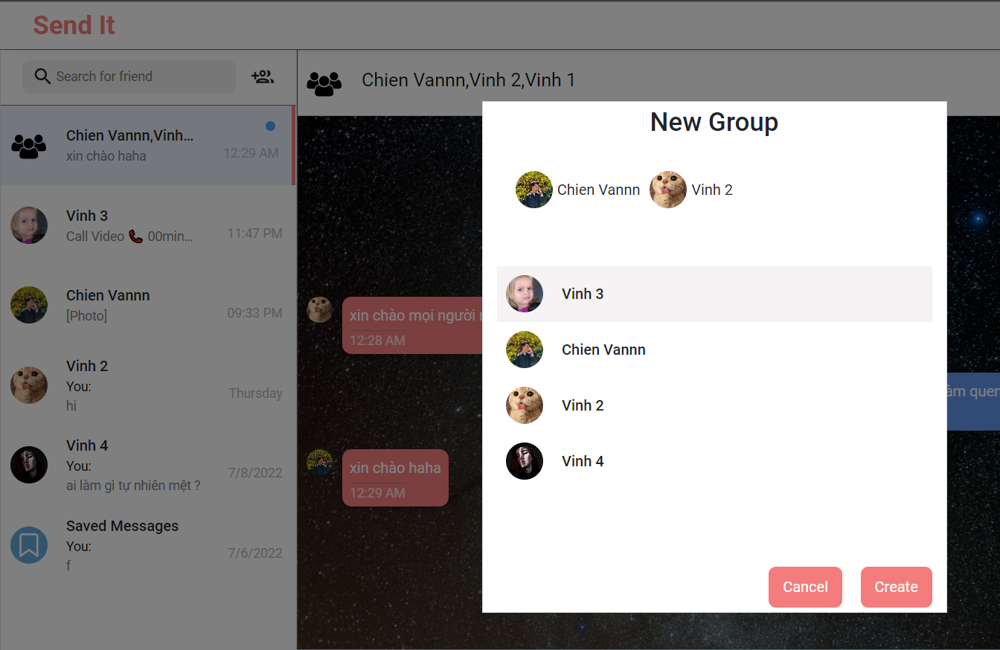 Send It
Search for friend
Chien Vannn,Vinh...
xin chào haha
12:29 AM
Vinh 3
Call Video 00min...
11:47 PM
Chien Vannn
[Photo]
09:33 PM
Vinh 2
You:
hi
Thursday
Vinh 4
You:
ai làm gì tự nhiên mệt ?
7/8/2022
Saved Messages
You:
f
7/6/2022
Chien Vannn,Vinh 2,Vinh 1
xin chào mọi người
12:28 AM
quen
xin chào haha
12:29 AM
New Group
Chien Vannn Vinh 2
Vinh 3
Chien Vannn
Vinh 2
Vinh 4
Cancel Create